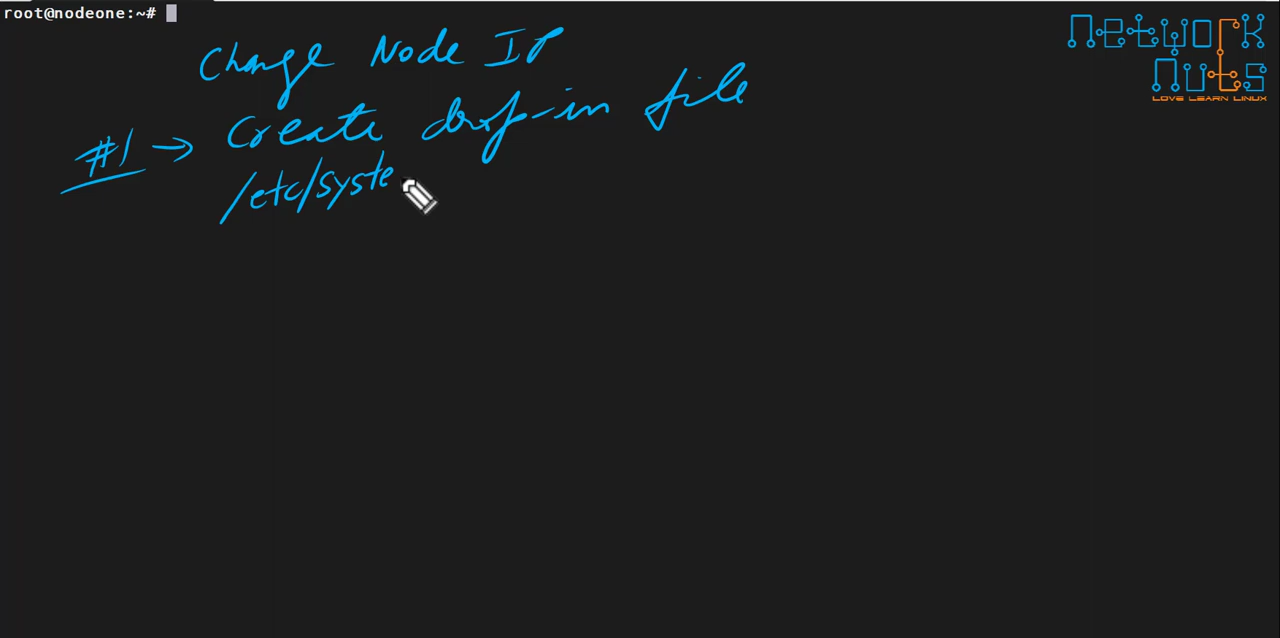 root@nodeone:~#
Network
Nuts
LOVE LEARN LINUX
Change Node IP
#1 → Create drop-in file
/etc/syste